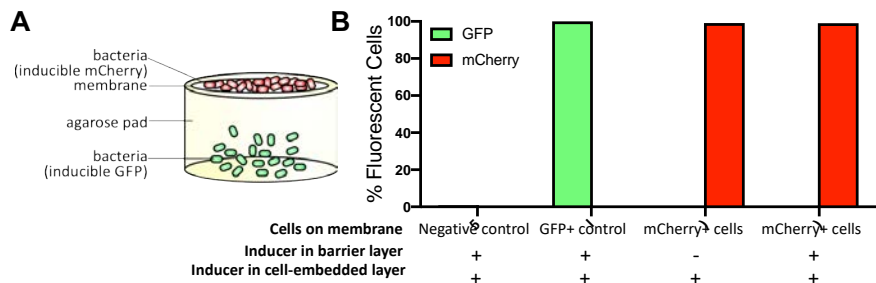 A
bacteria
(inducible mCherry)
membrane
agarose pad
bacteria
(inducible GFP)
B
% Fluorescent Cells
100
80
60
40
20
0
GFP
mCherry
Cells on membrane Negative control GFP+ control mCherry+ cells mCherry+ cells
Inducer in barrier layer + + - +
Inducer in cell-embedded layer + + + +